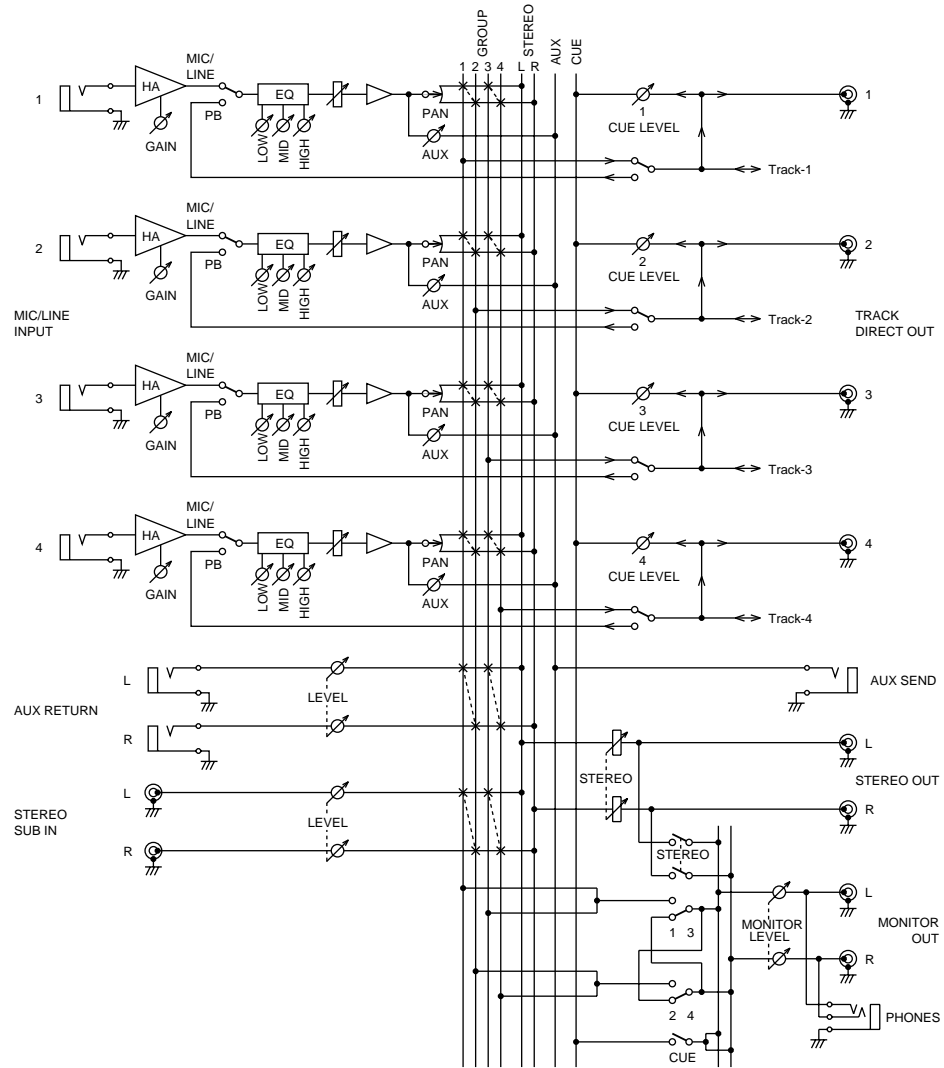 GROUP
STEREO
AUX
CUE
1 2 3 4 L R
1
HA
GAIN
MIC/
LINE
PB
EQ
LOW
MID
HIGH
PAN
AUX
1
CUE LEVEL
Track-1
1
2
HA
GAIN
MIC/
LINE
PB
EQ
LOW
MID
HIGH
PAN
AUX
2
CUE LEVEL
Track-2
2
MIC/LINE
INPUT
TRACK
DIRECT OUT
3
HA
GAIN
MIC/
LINE
PB
EQ
LOW
MID
HIGH
PAN
AUX
3
CUE LEVEL
Track-3
3
4
HA
GAIN
MIC/
LINE
PB
EQ
LOW
MID
HIGH
PAN
AUX
4
CUE LEVEL
Track-4
4
AUX RETURN
L
R
LEVEL
AUX SEND
STEREO
SUB IN
L
R
LEVEL
STEREO
L
STEREO OUT
R
STEREO
1 3
MONITOR
LEVEL
L
MONITOR
OUT
R
2 4
PHONES
CUE